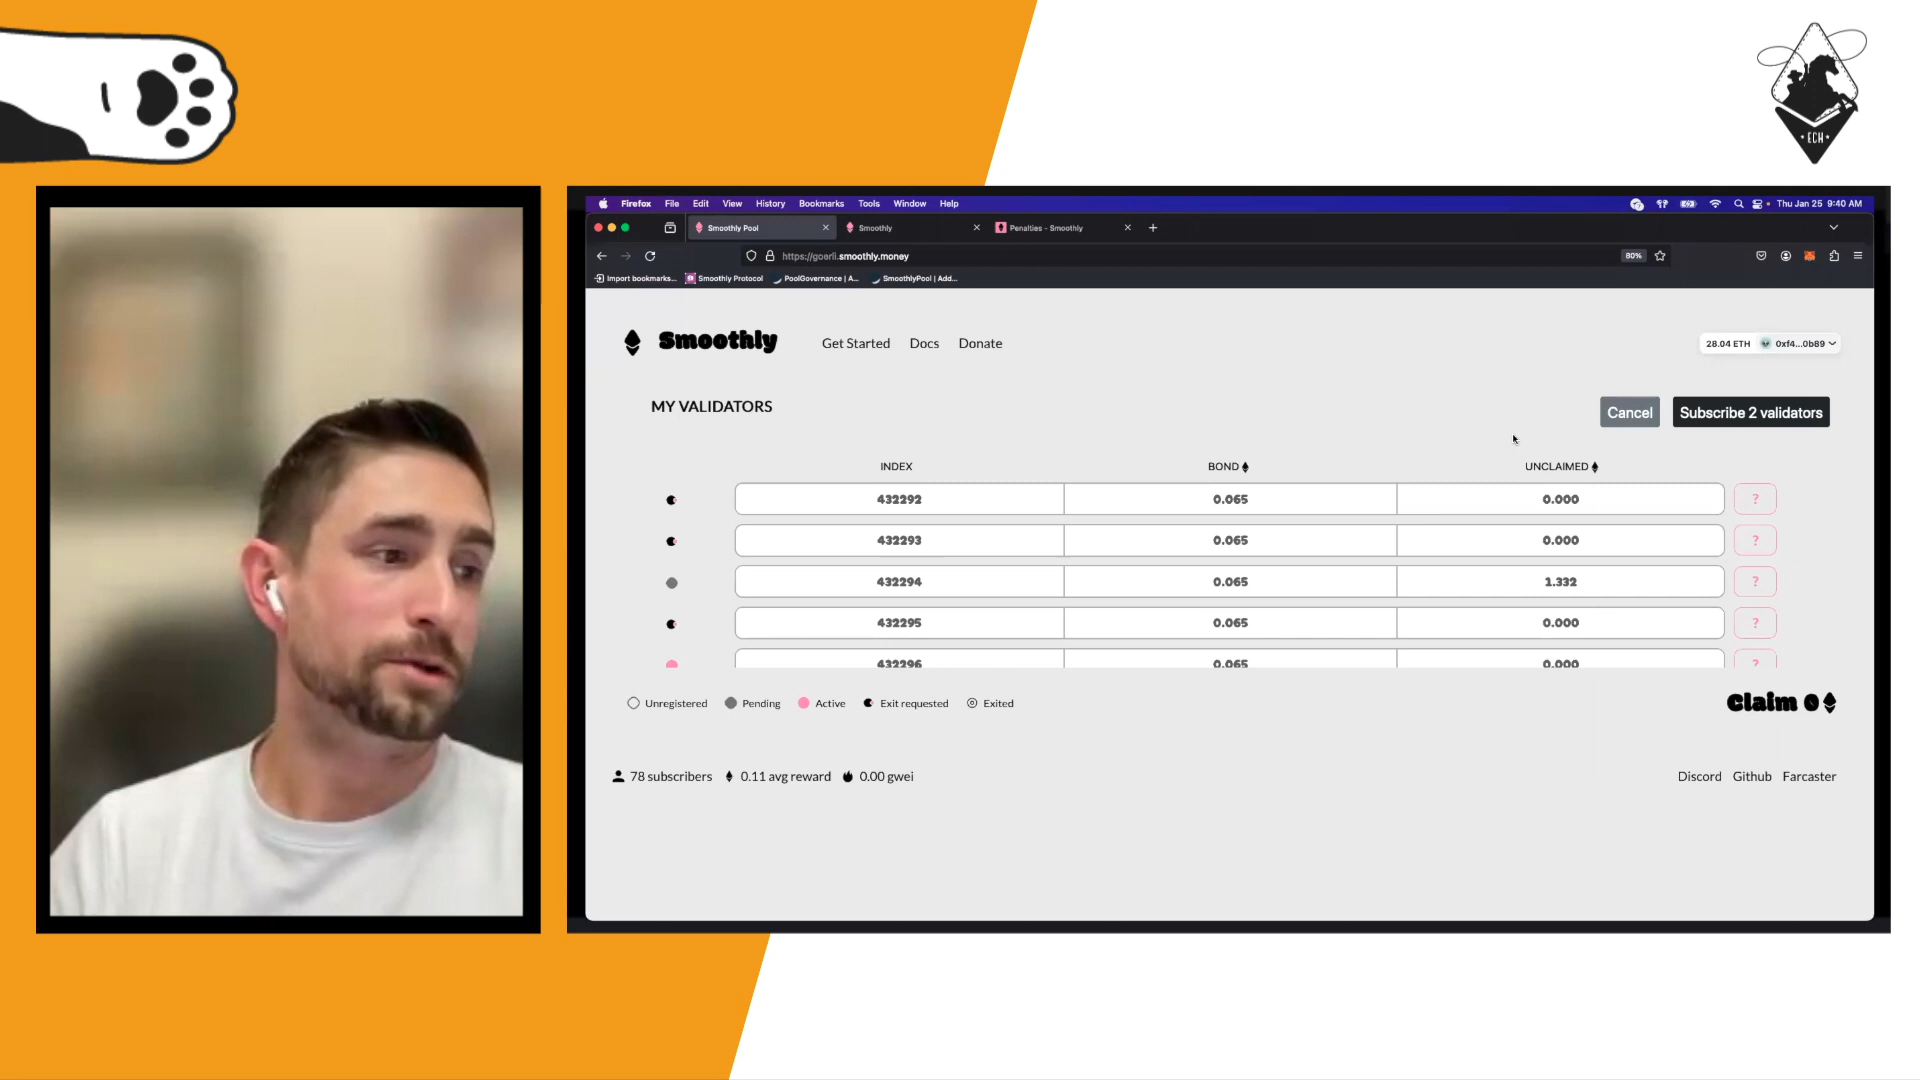 ECH
Firefox File Edit View History Bookmarks Tools Window Help
Thu Jan 25 9:40 AM
Smoothly Pool
Smoothly
Penalties - Smoothly
https://goerli.smoothly.money
80%
Import bookmarks... Smoothly Protocol PoolGovernance | A... SmoothlyPool | Add...
Smoothly
Get Started Docs Donate
28.04 ETH 0xf4...0b89
MY VALIDATORS
Cancel Subscribe 2 validators
INDEX BOND UNCLAIMED
432292 0.065 0.000 ?
432293 0.065 0.000 ?
432294 0.065 1.332 ?
432295 0.065 0.000 ?
432296 0.065 0.000 ?
Unregistered Pending Active Exit requested Exited
Claim 0
78 subscribers 0.11 avg reward 0.00 gwei
Discord Github Farcaster